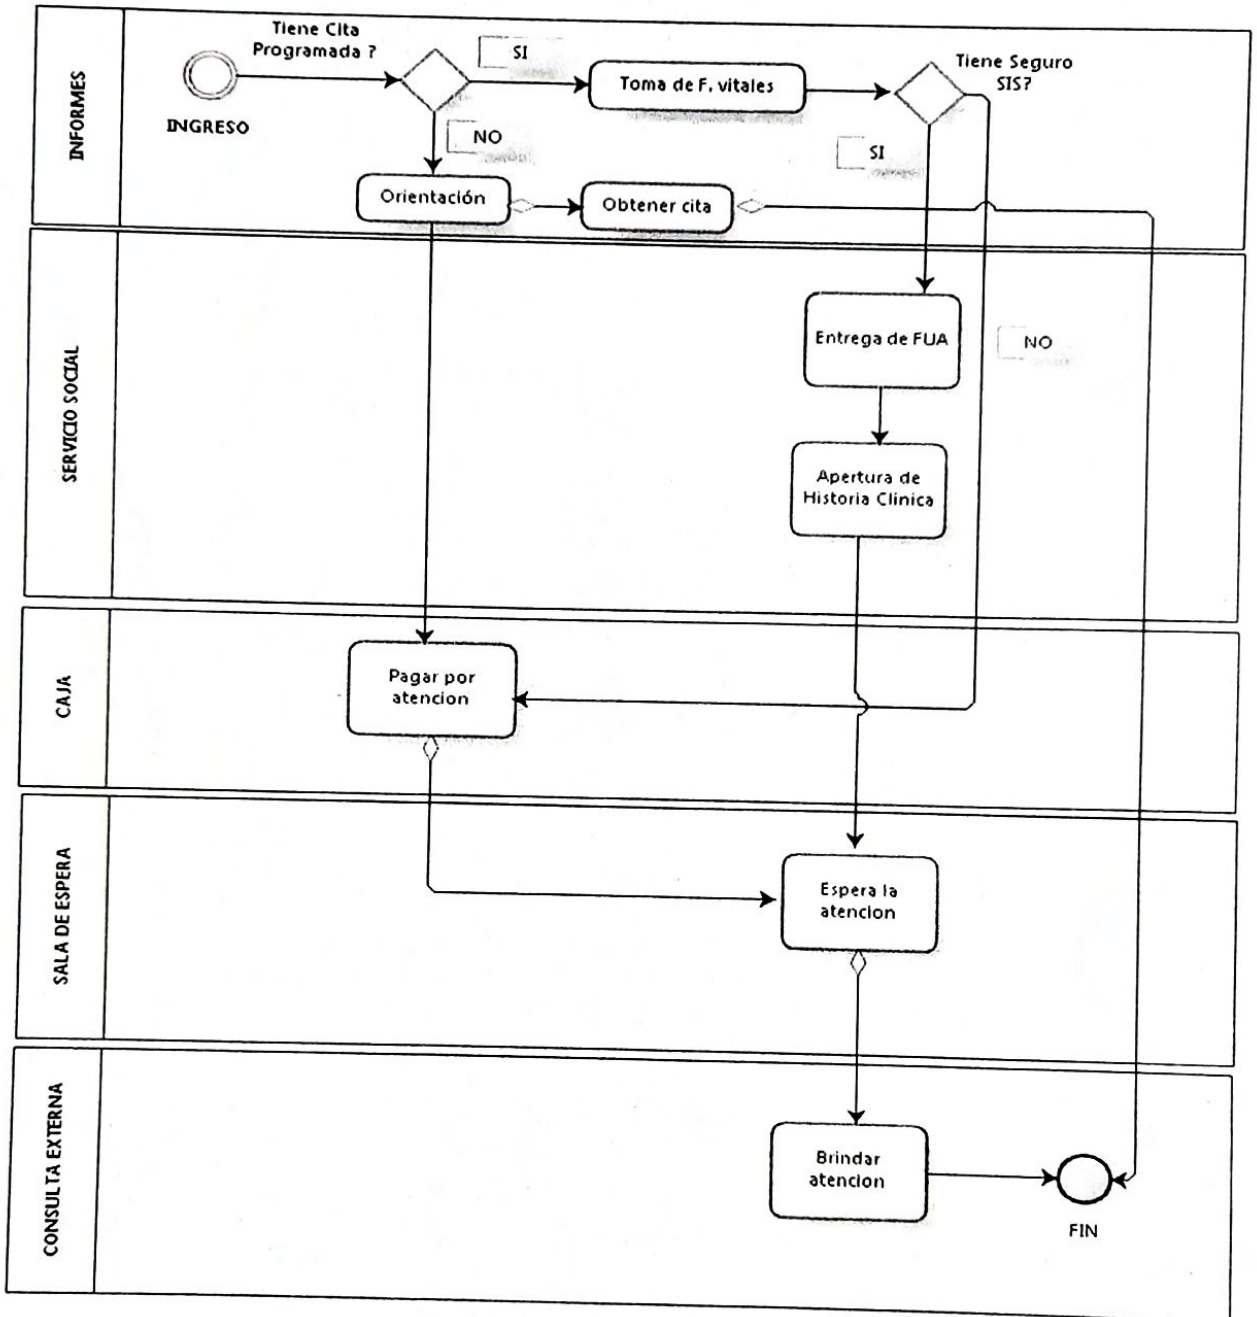 INFORMES
Tiene Cita
Programada ?
INGRESO
SI
Toma de F. vitales
Tiene Seguro
SIS?
NO
SI
Orientación
Obtener cita
SERVICIO SOCIAL
Entrega de FUA
NO
Apertura de
Historia Clinica
CAJA
Pagar por
atencion
SALA DE ESPERA
Espera la
atencion
CONSULTA EXTERNA
Brindar
atencion
FIN